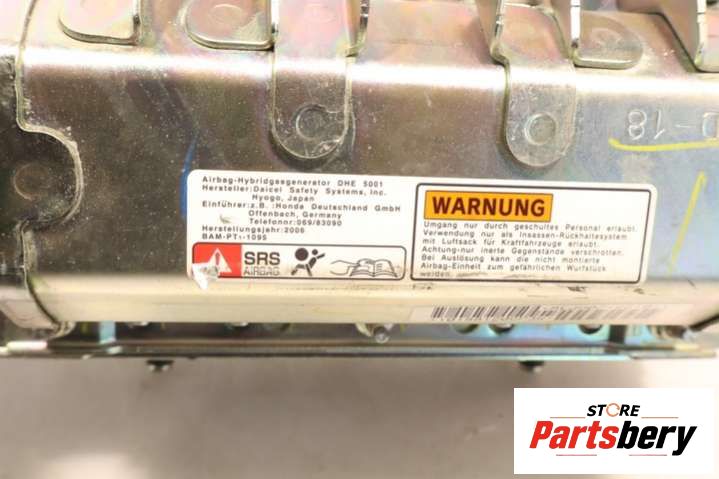 Airbag-Hybridgasgenerator DHE 5001
Hersteller:Daicel Safety Systems, Inc.
Hyogo, Japan
Einführer:z.B.:Honda Deutschland GmbH
Offenbach, Germany
Telefonor:069/83090
Herstellungsjahr:2006
BAM-PT1-1095
SRS
AIRBAG
WARNUNG
Umgang nur durch geschultes Personal erlaubt.
Verwendung nur als Insassen-Rückhaltesystem
mit Luftsack für Kraftfahrzeuge erlaubt.
Achtung-nur inerte Gegenstände verschrotten.
Bei Auslösung kann die nicht montierte
Airbag-Einheit zum gefährlichen Wurfstück
werden.
D-18
STORE
Partsbery